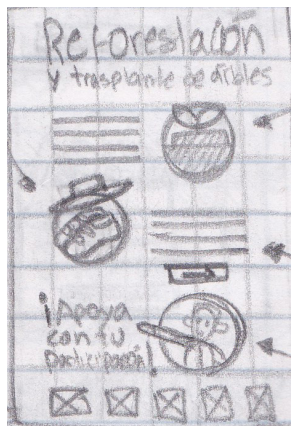 Reforestación
y trasplante de árboles
¡Apoya
con tu
participación!